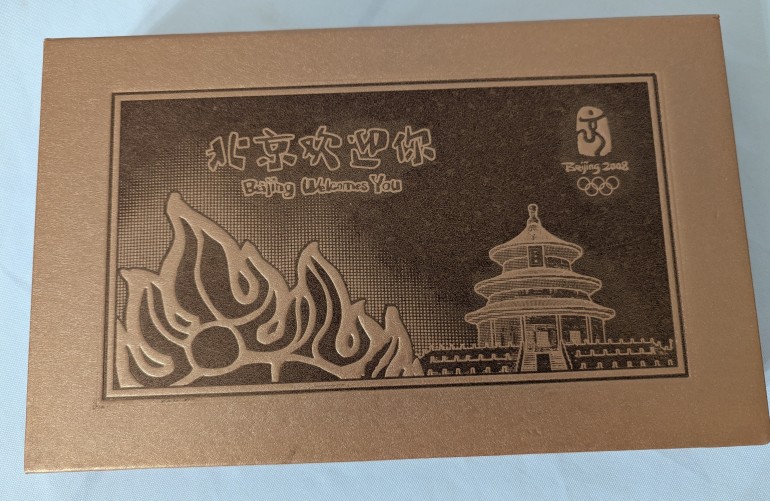 北京欢迎你
Beijing Welcomes You
Beijing 2008